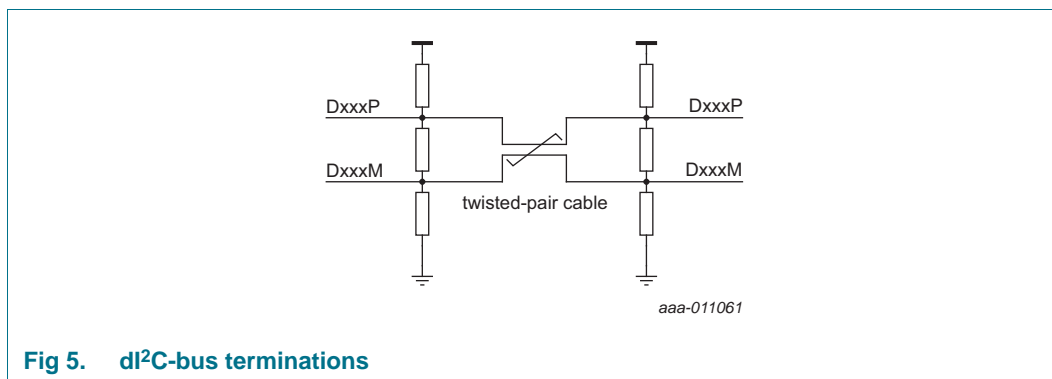 DxxxP
DxxxP
DxxxM
DxxxM
twisted-pair cable
aaa-011061
Fig 5. dI²C-bus terminations